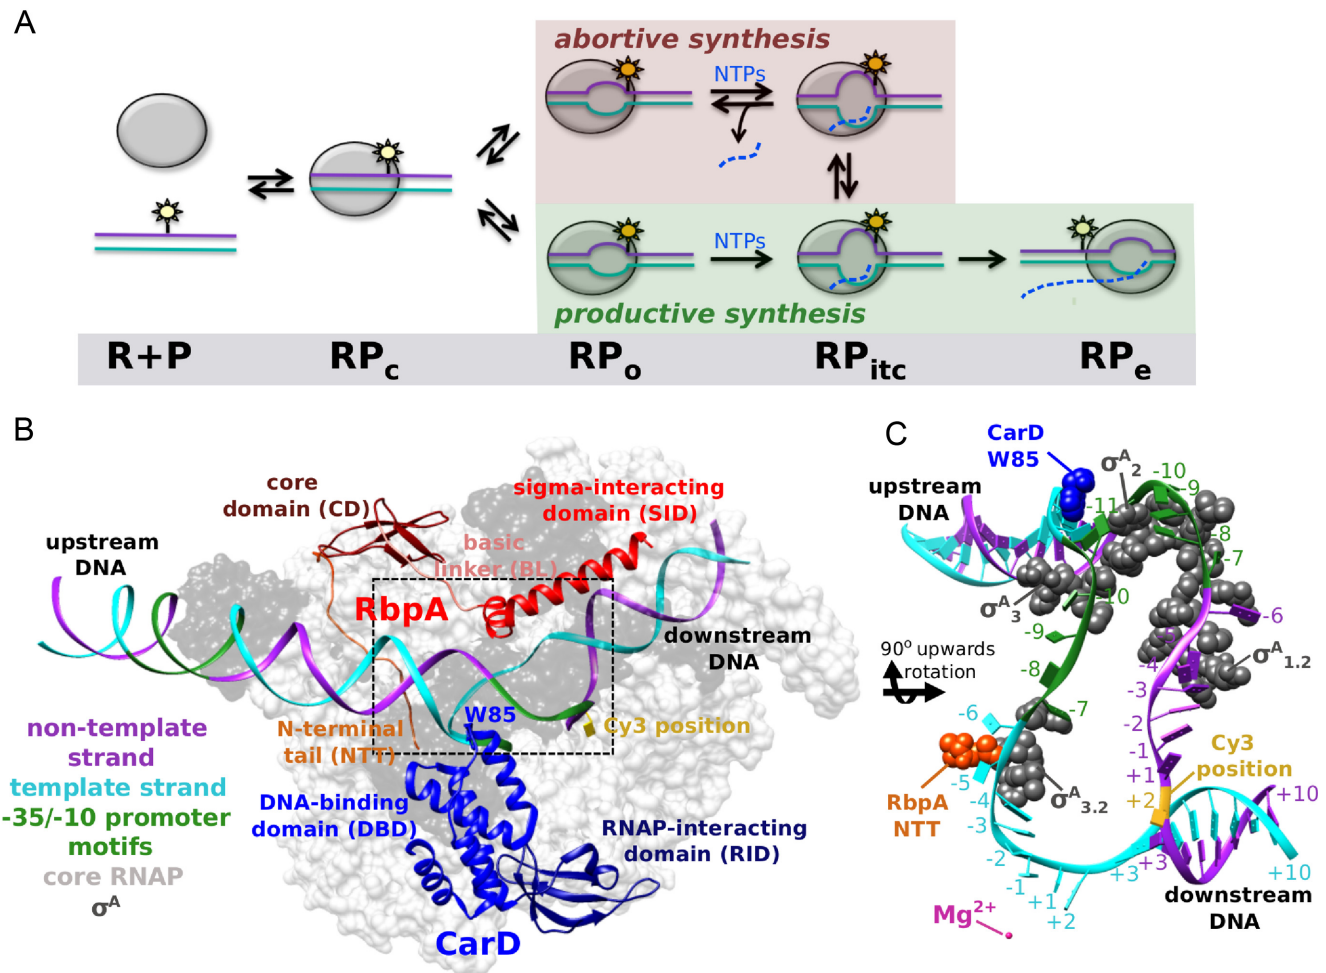 A
abortive synthesis
NTPs
NTPs
productive synthesis
R+P
RPc
RPo
RPitc
RPe
B
core
domain (CD)
sigma-interacting
domain (SID)
basic
linker (BL)
upstream
DNA
RbpA
downstream
DNA
W85
N-terminal
tail (NTT)
Cy3 position
non-template
strand
template strand
-35/-10 promoter
motifs
core RNAP
σA
DNA-binding
domain (DBD)
RNAP-interacting
domain (RID)
CarD
C
CarD
W85
σA2
-10
-9
upstream
DNA
-11
-8
-7
σA3
-10
-6
-9
-5
90o upwards
rotation
-4
σA1.2
-8
-3
-7
-6
-2
-1
Cy3
position
+1
RbpA
NTT
-5
+2
+10
-4
σA3.2
-3
-2
+3
+3
+10
-1
+1
+2
downstream
DNA
Mg2+